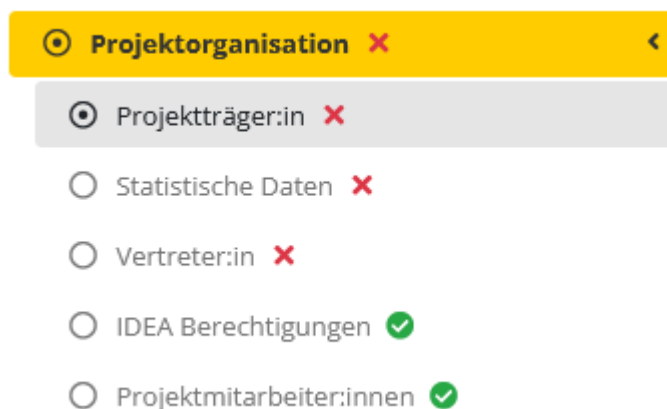 Projektorganisation
Projektträger:in
Statistische Daten
Vertreter:in
IDEA Berechtigungen
Projektmitarbeiter:innen